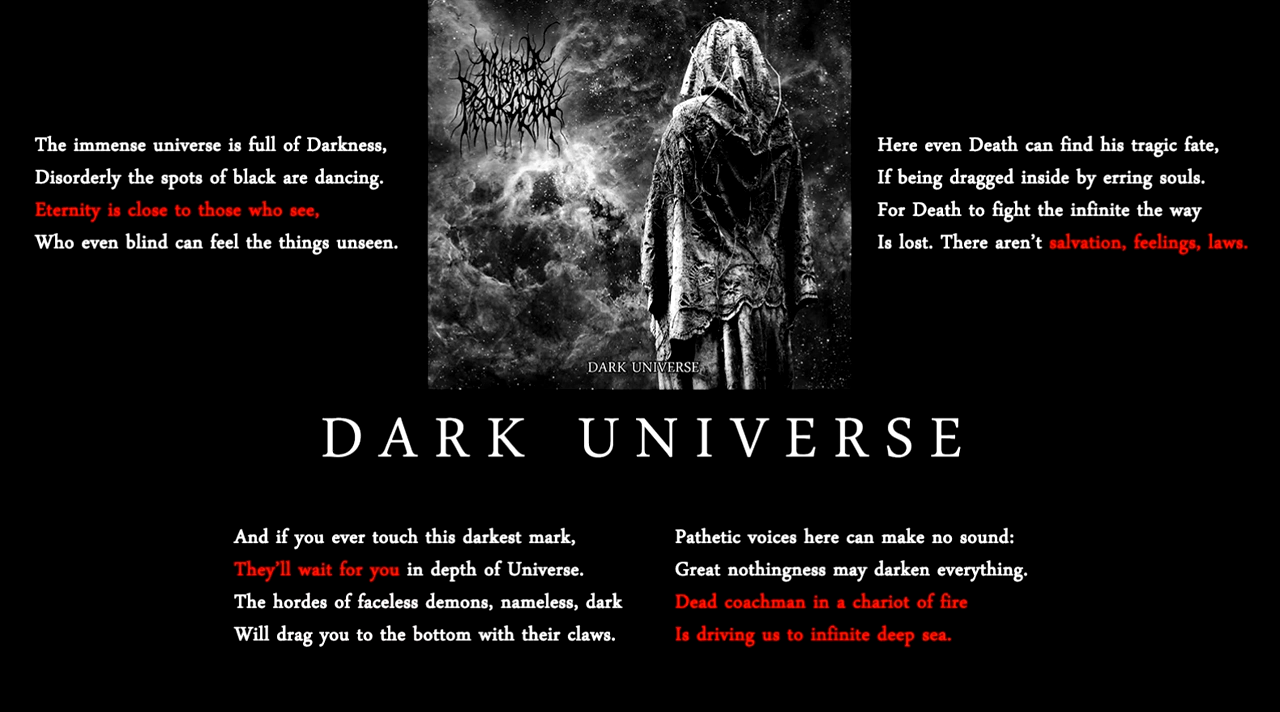 The immense universe is full of Darkness,
Disorderly the spots of black are dancing.
Eternity is close to those who see,
Who even blind can feel the things unseen.
Here even Death can find his tragic fate,
If being dragged inside by erring souls.
For Death to fight the infinite the way
Is lost. There aren't salvation, feelings, laws.
DARK UNIVERSE
DARK UNIVERSE
And if you ever touch this darkest mark,
They'll wait for you in depth of Universe.
The hordes of faceless demons, nameless, dark
Will drag you to the bottom with their claws.
Pathetic voices here can make no sound:
Great nothingness may darken everything.
Dead coachman in a chariot of fire
Is driving us to infinite deep sea.